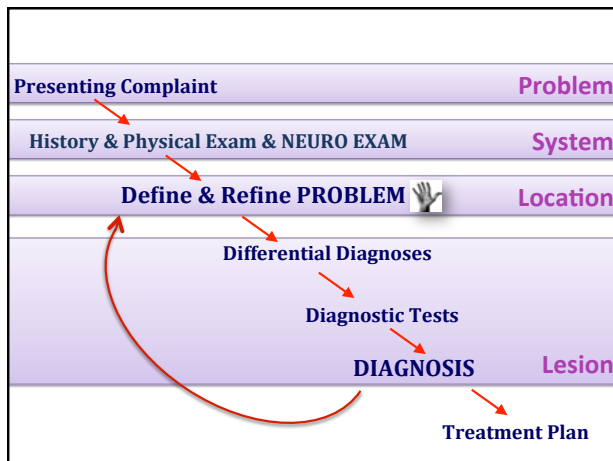 Presenting Complaint Problem
History & Physical Exam & NEURO EXAM System
Define & Refine PROBLEM Location
Differential Diagnoses
Diagnostic Tests
DIAGNOSIS Lesion
Treatment Plan